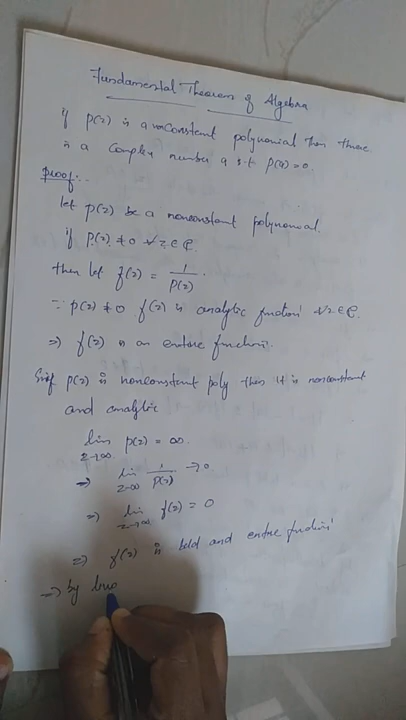 Fundamental Theorem of Algebra
if p(z) is a nonconstant polynomial then there
is a complex number a s.t p(a)=0.
Proof:-
let p(z) be a nonconstant polynomial.
if p(z) ≠ 0 ∀ z ∈ C.
then let f(z) = 1/p(z).
∵ p(z) ≠ 0 f(z) is analytic function ∀ z ∈ C.
⇒ f(z) is an entire function.
p(z) is nonconstant poly then it is nonconstant
and analytic
lim z→∞ p(z) = ∞.
⇒ lim z→∞ 1/p(z) → 0
⇒ lim z→∞ f(z) = 0
⇒ f(z) is bdd and entire function
⇒ by